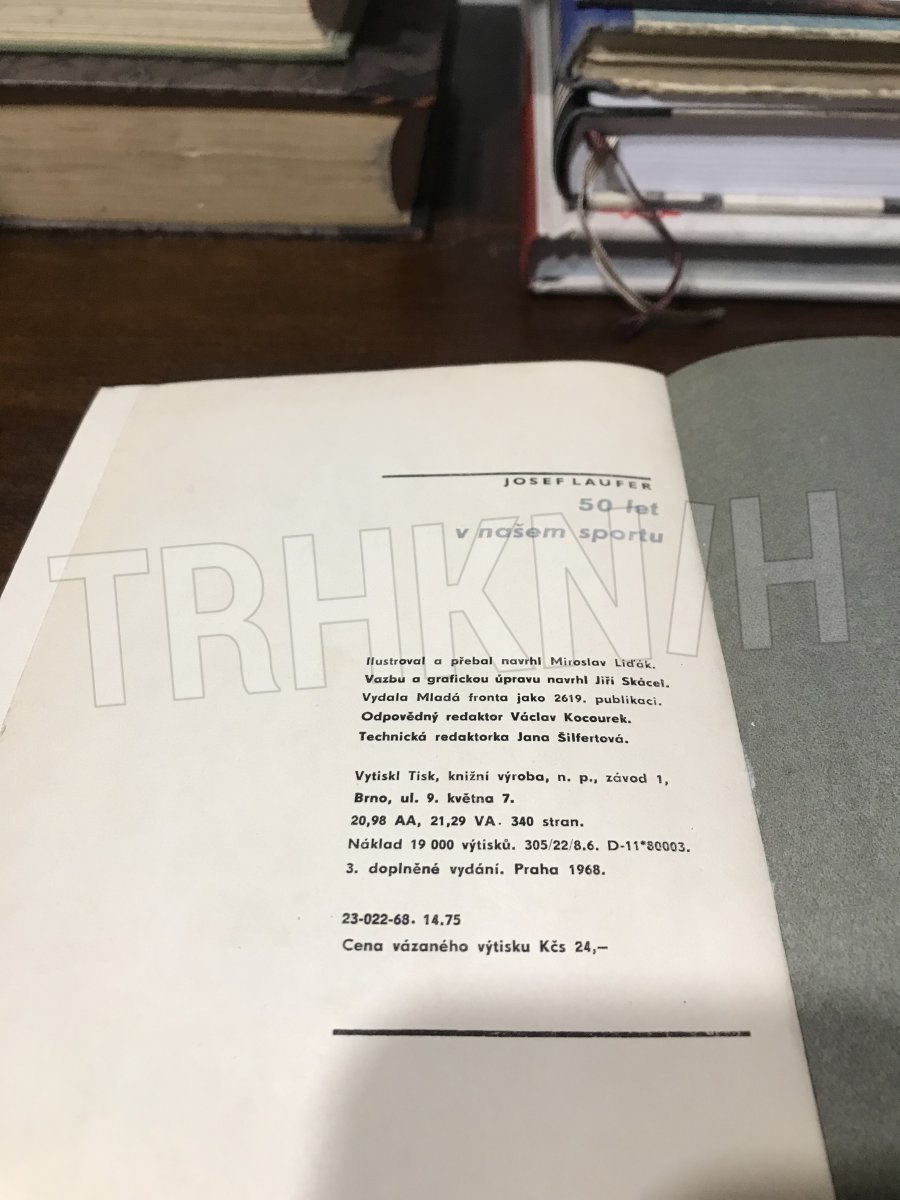 JOSEF LAUFER
50 let
v našem sportu
TRHKNIH
Ilustroval a přebal navrhl Miroslav Liďák.
Vazbu a grafickou úpravu navrhl Jiří Skácel.
Vydala Mladá fronta jako 2619. publikaci.
Odpovědný redaktor Václav Kocourek.
Technická redaktorka Jana Šilfertová.
Vytiskl Tisk, knižní výroba, n. p., závod 1,
Brno, ul. 9. května 7.
20,98 AA, 21,29 VA. 340 stran.
Náklad 19 000 výtisků. 305/22/8.6. D-11*80003.
3. doplněné vydání. Praha 1968.
23-022-68. 14.75
Cena vázaného výtisku Kčs 24,—